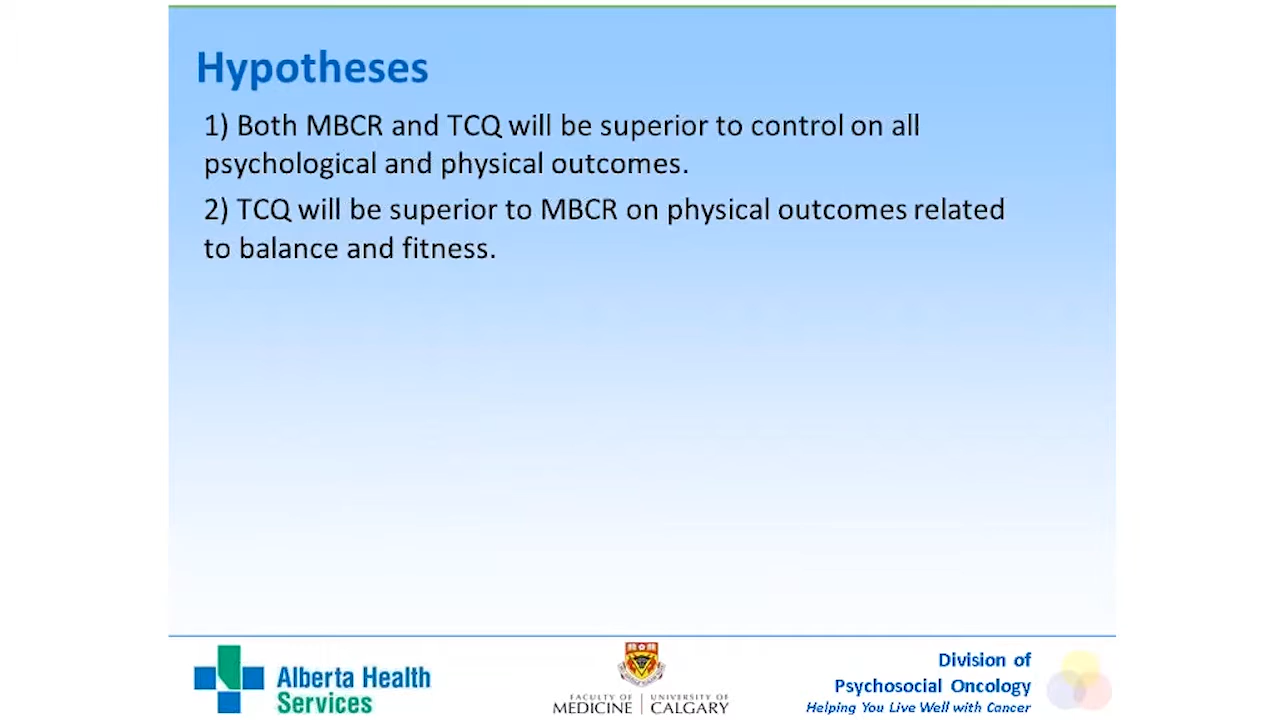 Hypotheses
1) Both MBCR and TCQ will be superior to control on all
psychological and physical outcomes.
2) TCQ will be superior to MBCR on physical outcomes related
to balance and fitness.
Alberta Health
Services
FACULTY OF
MEDICINE
UNIVERSITY OF
CALGARY
Division of
Psychosocial Oncology
Helping You Live Well with Cancer